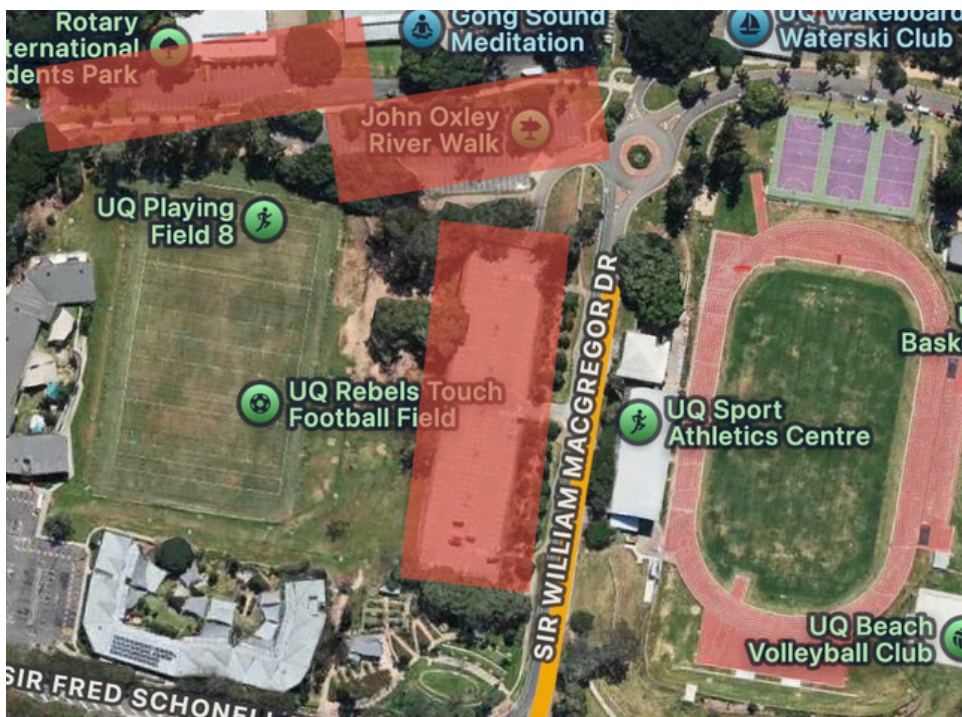 Rotary
ternational
dents Park
Gong Sound
Meditation
UQ Wakeboard
Waterski Club
John Oxley
River Walk
UQ Playing
Field 8
UQ Rebels Touch
Football Field
SIR WILLIAM MACGREGOR DR
UQ Sport
Athletics Centre
Bask
UQ Beach
Volleyball Club
SIR FRED SCHONELL